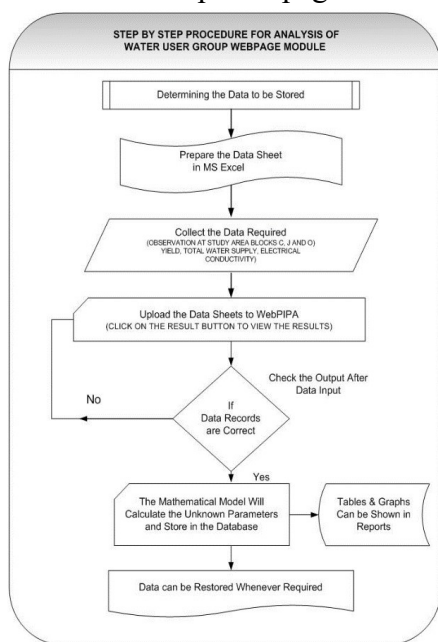 STEP BY STEP PROCEDURE FOR ANALYSIS OF
WATER USER GROUP WEBPAGE MODULE
Determining the Data to be Stored
Prepare the Data Sheet
in MS Excel
Collect the Data Required
(OBSERVATION AT STUDY AREA BLOCKS C, J AND O)
YIELD, TOTAL WATER SUPPLY, ELECTRICAL
CONDUCTIVITY)
Upload the Data Sheets to WebPIPA
(CLICK ON THE RESULT BUTTON TO VIEW THE RESULTS)
Check the Output After
Data Input
No
If
Data Records
are Correct
Yes
The Mathematical Model Will
Calculate the Unknown Parameters
and Store in the Database
Tables & Graphs
Can be Shown in
Reports
Data can be Restored Whenever Required